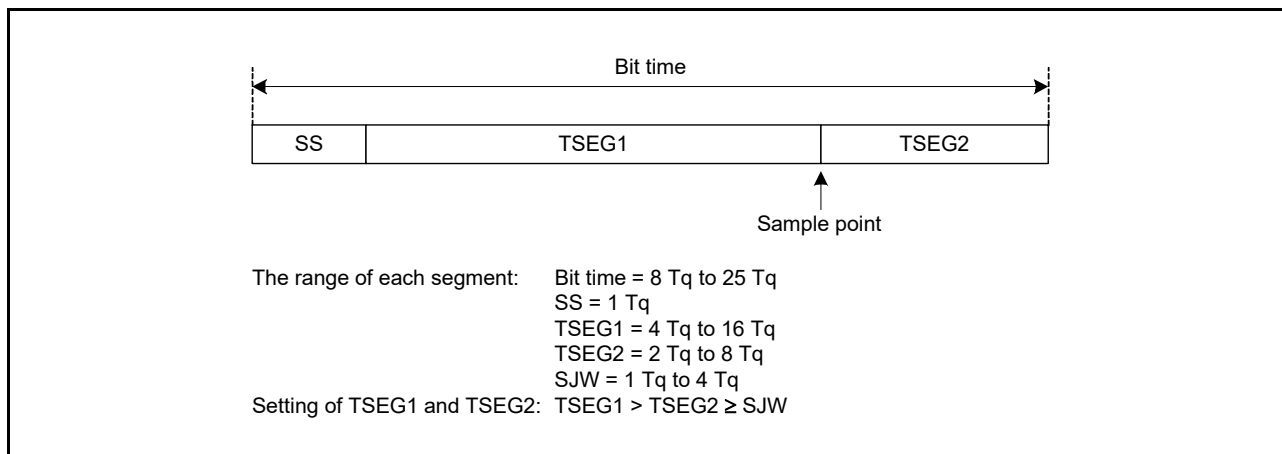 Bit time
SS TSEG1 TSEG2
Sample point
The range of each segment: Bit time = 8 Tq to 25 Tq
SS = 1 Tq
TSEG1 = 4 Tq to 16 Tq
TSEG2 = 2 Tq to 8 Tq
SJW = 1 Tq to 4 Tq
Setting of TSEG1 and TSEG2: TSEG1 > TSEG2 ≥ SJW